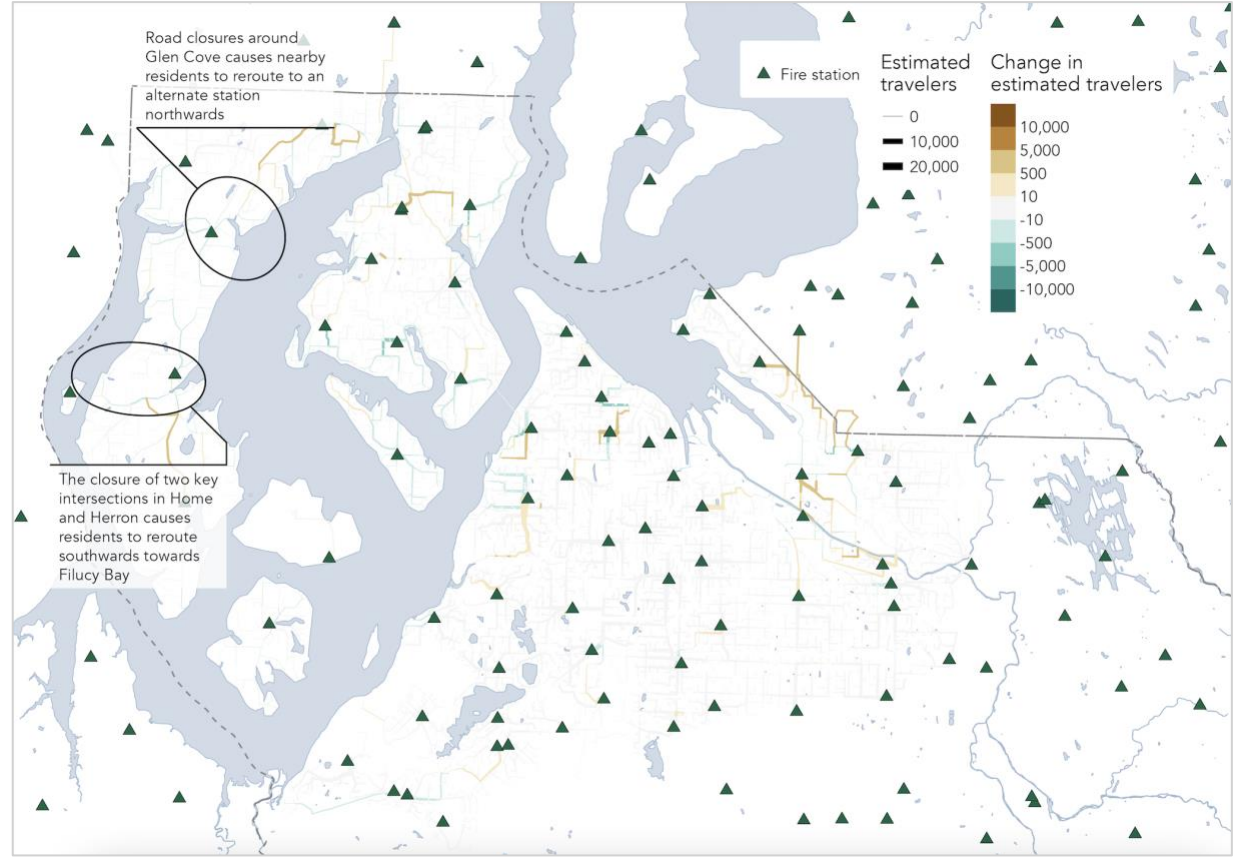 Road closures around
Glen Cove causes nearby
residents to reroute to an
alternate station
northwards
Fire station
Estimated
travelers
0
10,000
20,000
Change in
estimated travelers
10,000
5,000
500
10
-10
-500
-5,000
-10,000
The closure of two key
intersections in Home
and Herron causes
residents to reroute
southwards towards
Filucy Bay